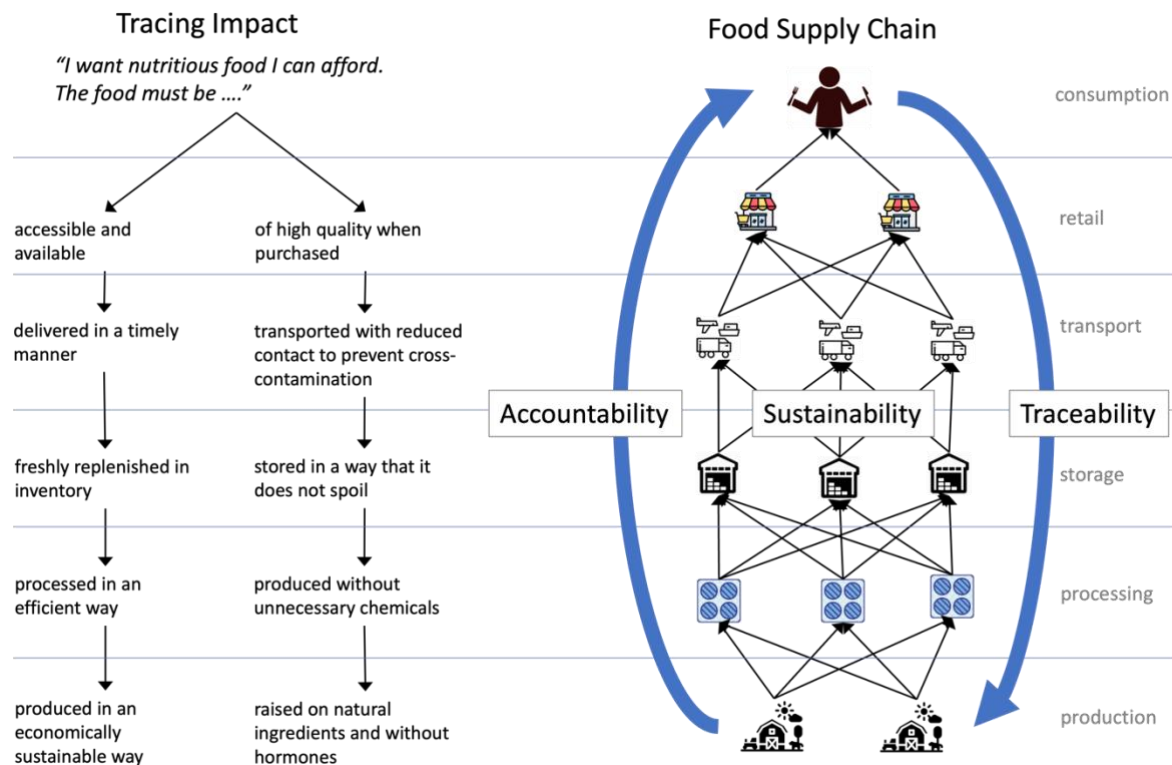 Tracing Impact
“I want nutritious food I can afford.
The food must be ....”
accessible and
available
of high quality when
purchased
delivered in a timely
manner
transported with reduced
contact to prevent cross-
contamination
freshly replenished in
inventory
stored in a way that it
does not spoil
processed in an
efficient way
produced without
unnecessary chemicals
produced in an
economically
sustainable way
raised on natural
ingredients and without
hormones
Food Supply Chain
consumption
retail
transport
Accountability
Sustainability
Traceability
storage
processing
production